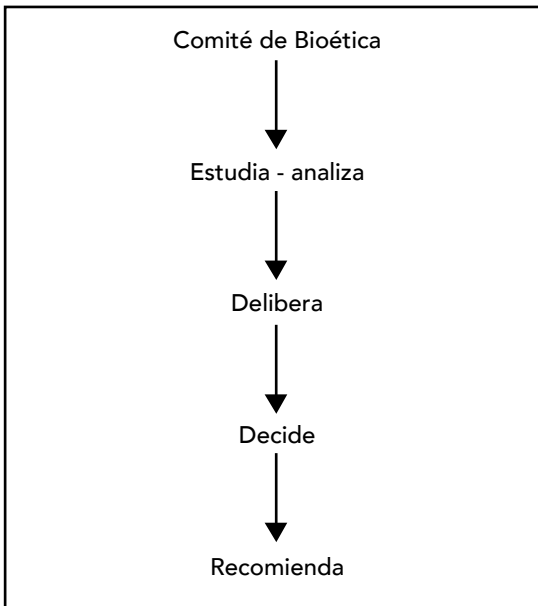 Comité de Bioética
Estudia - analiza
Delibera
Decide
Recomienda